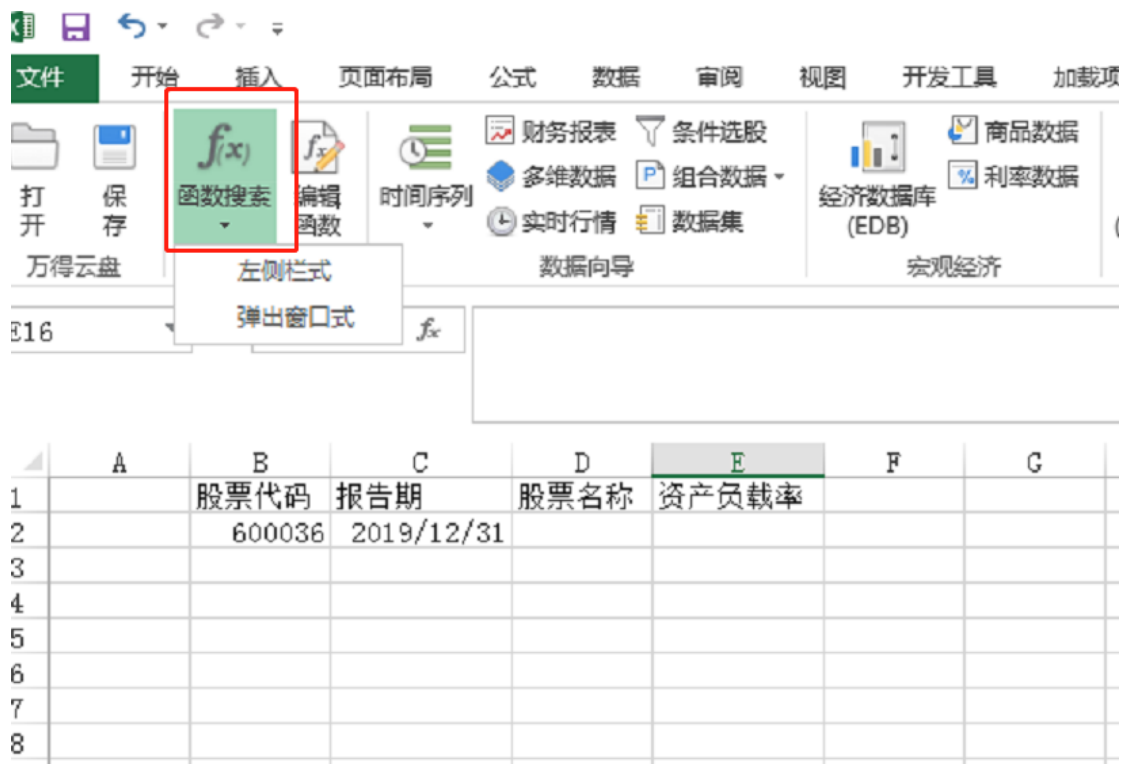 文件 开始 插入 页面布局 公式 数据 审阅 视图 开发工具 加载项
打开 保存 函数搜索 编辑函数 时间序列 财务报表 条件选股 经济数据库(EDB) 商品数据
多维数据 组合数据 利率数据
实时行情 数据集
万得云盘 数据向导 宏观经济
左侧栏式
弹出窗口式
E16 fx
A B C D E F G
1 股票代码 报告期 股票名称 资产负载率
2 600036 2019/12/31
3
4
5
6
7
8